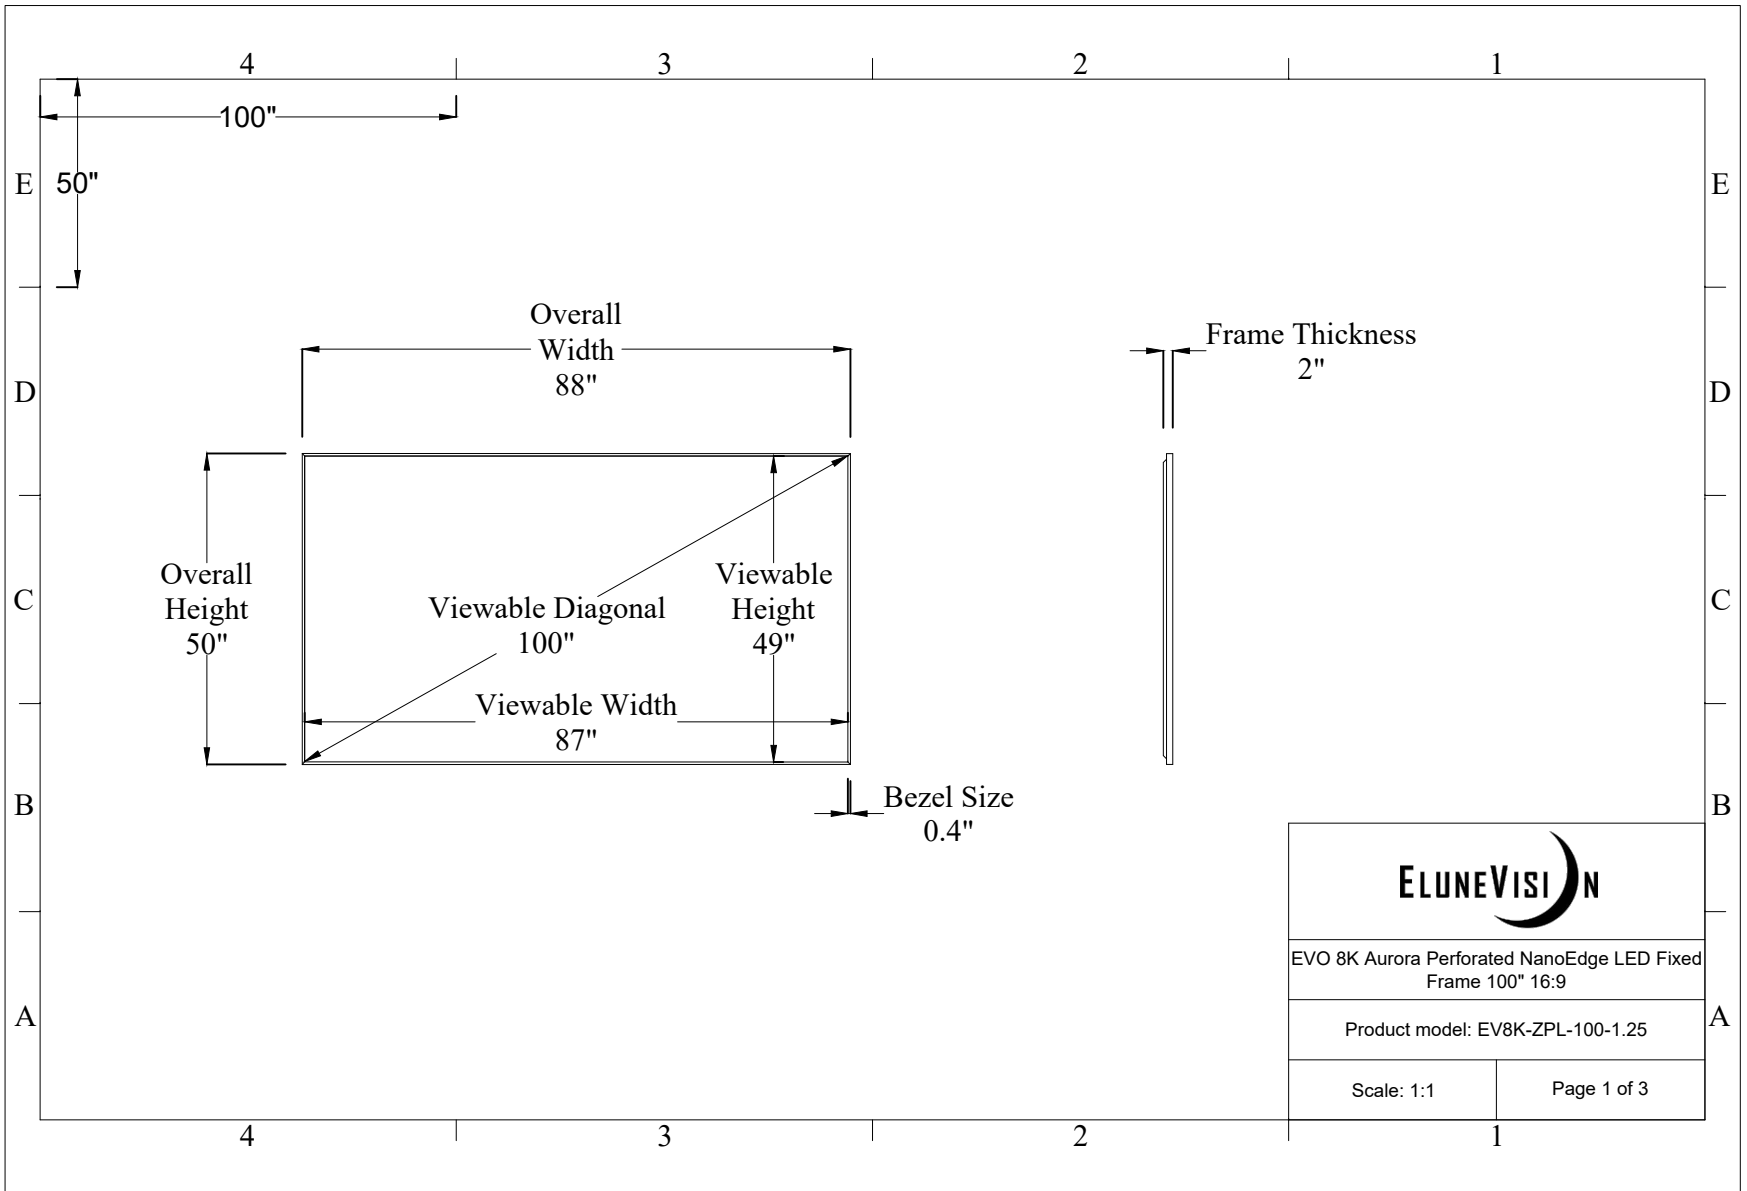 4 3 2 1
100"
E 50" E
Overall
Width
88"
Frame Thickness
2"
D D
Overall
Height
50"
Viewable Diagonal
100"
Viewable
Height
49"
C C
Viewable Width
87"
Bezel Size
0.4"
B B
ELUNEVISION
EVO 8K Aurora Perforated NanoEdge LED Fixed
Frame 100" 16:9
Product model: EV8K-ZPL-100-1.25
A A
Scale: 1:1 Page 1 of 3
4 3 2 1